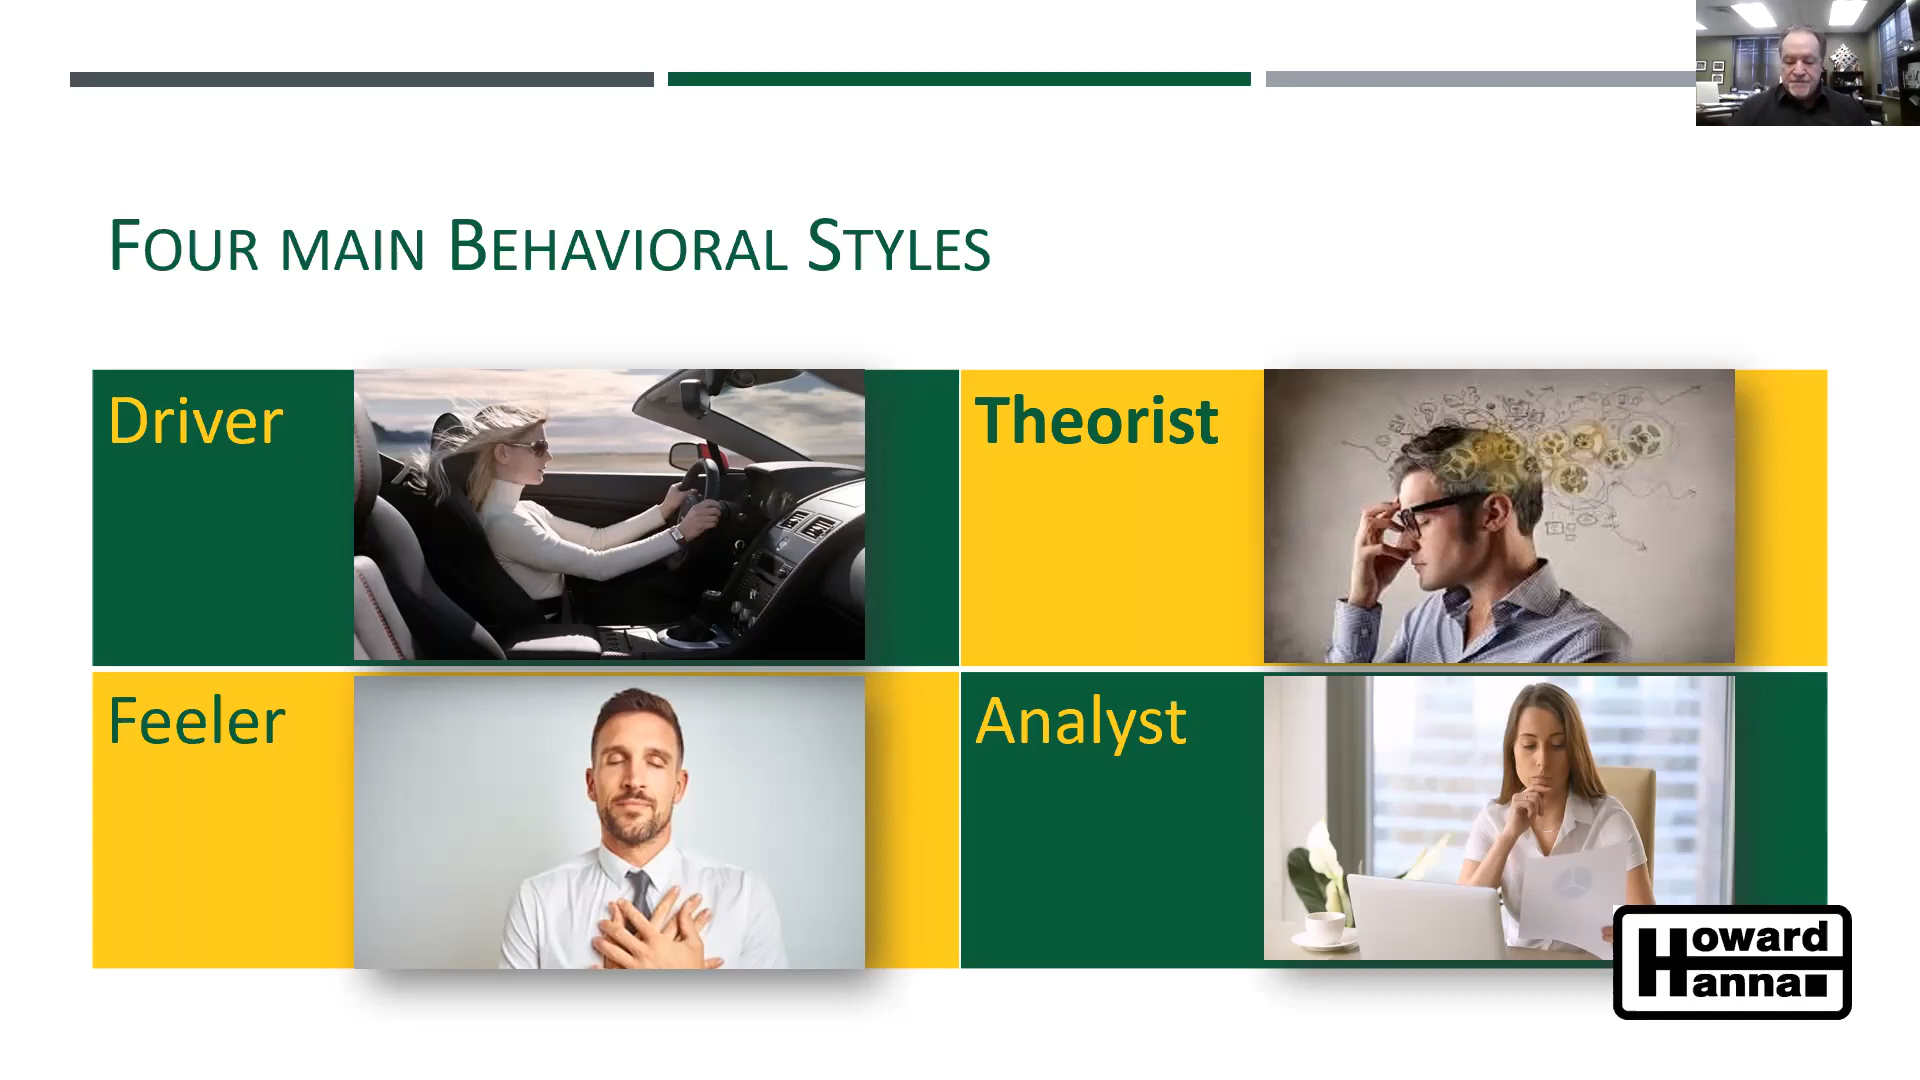 Four main Behavioral Styles
Driver
Theorist
Feeler
Analyst
Howard
Hanna